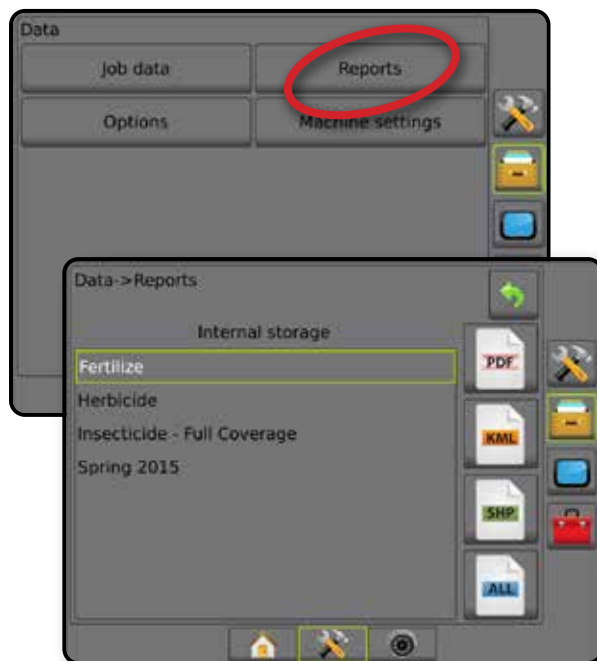 Data
Job data
Reports
Options
Machine settings
Data->Reports
Internal storage
Fertilize
Herbicide
Insecticide - Full Coverage
Spring 2015
PDF
KML
SHP
ALL